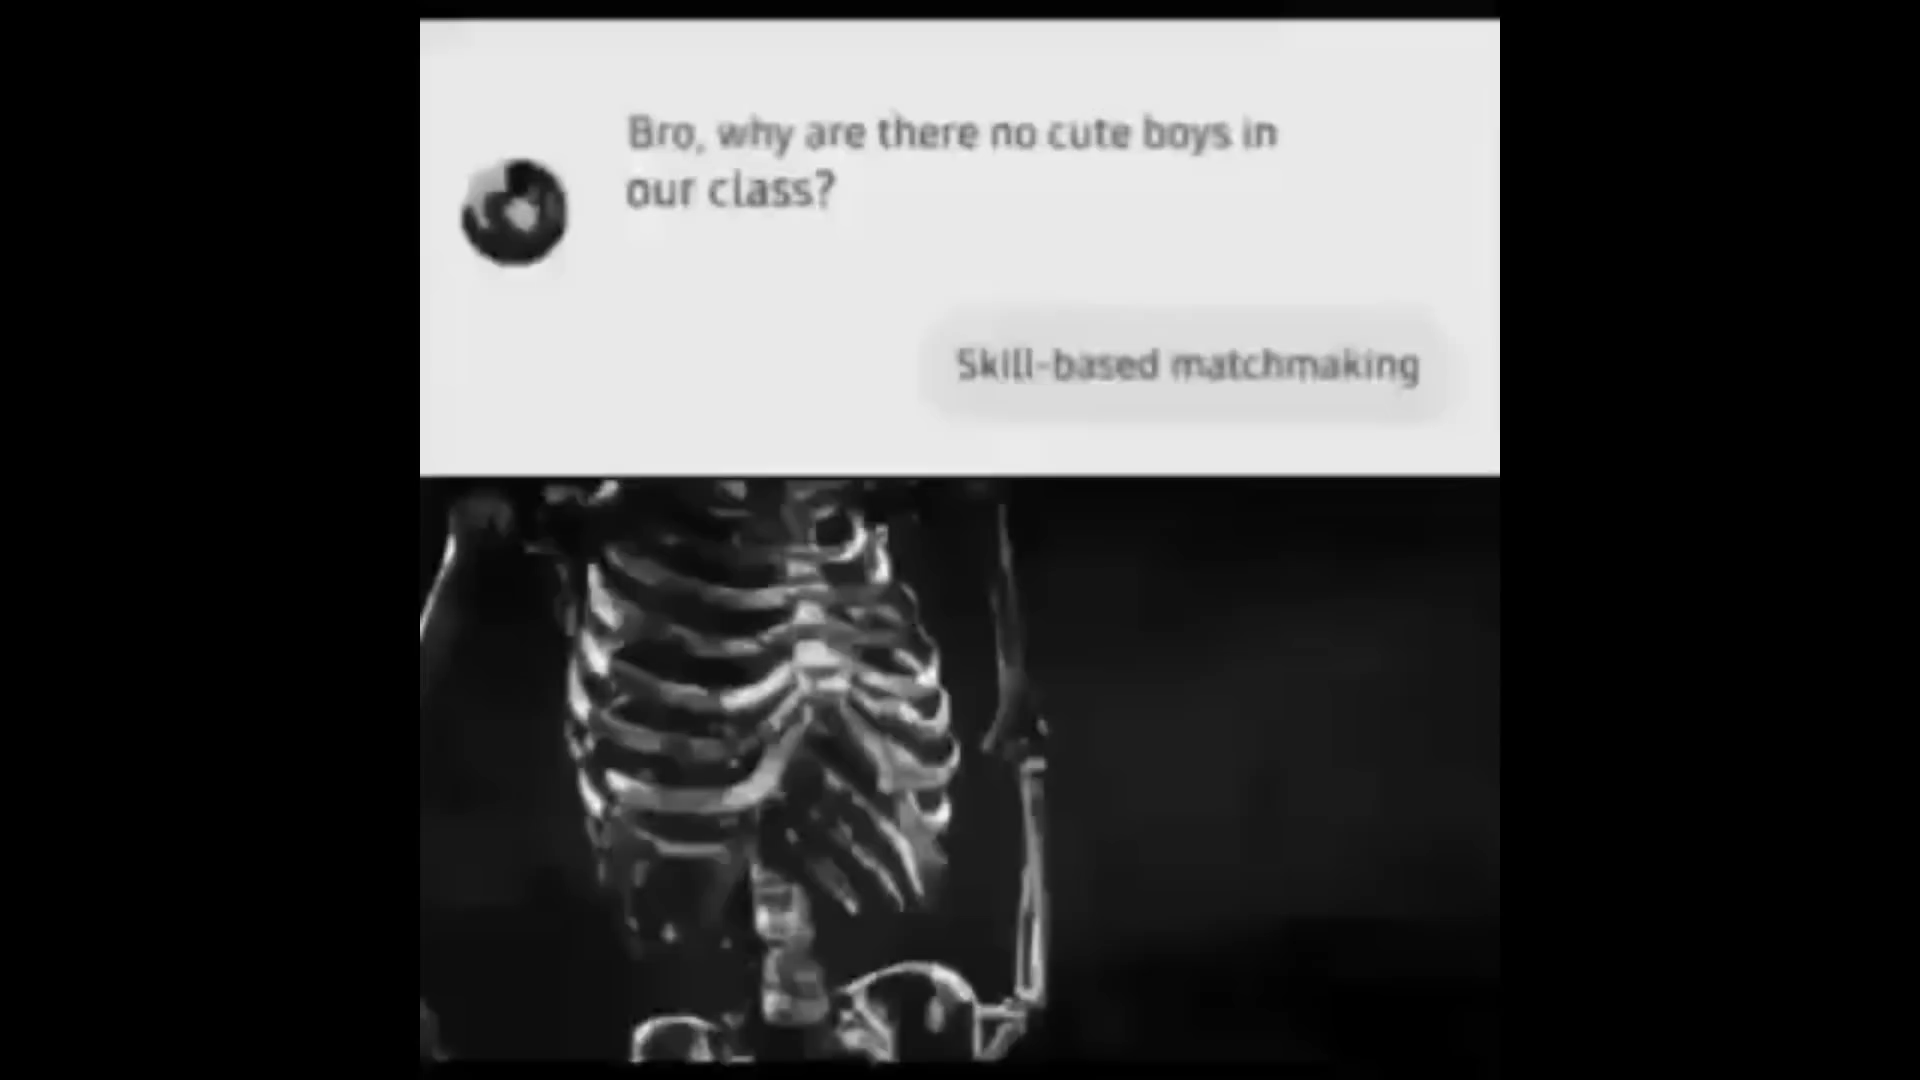 Bro, why are there no cute boys in
our class?
Skill-based matchmaking